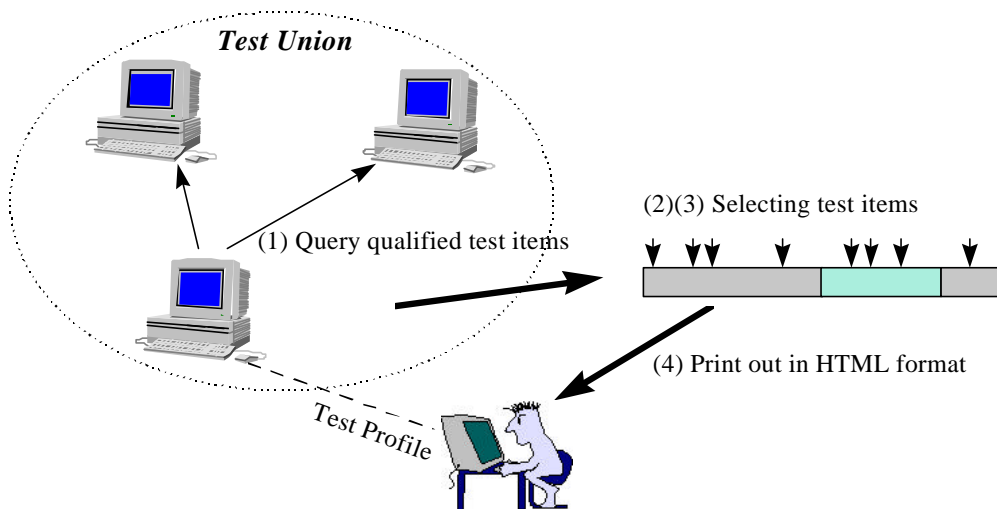 Test Union
(2)(3) Selecting test items
(1) Query qualified test items
(4) Print out in HTML format
Test Profile